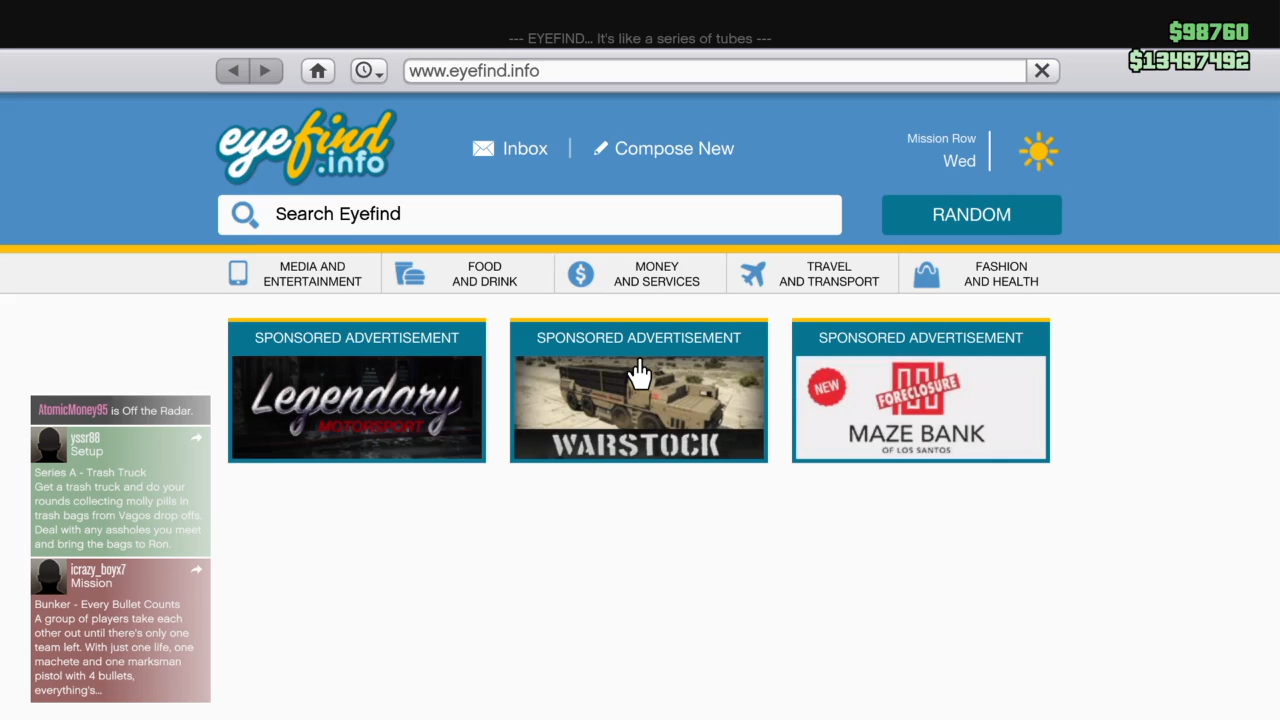 --- EYEFIND... It's like a series of tubes ---
$98760
$13497492
www.eyefind.info
eyefind
.info
Inbox
Compose New
Mission Row
Wed
Search Eyefind
RANDOM
MEDIA AND
ENTERTAINMENT
FOOD
AND DRINK
MONEY
AND SERVICES
TRAVEL
AND TRANSPORT
FASHION
AND HEALTH
SPONSORED ADVERTISEMENT
Legendary
MOTORSPORT
SPONSORED ADVERTISEMENT
WARSTOCK
SPONSORED ADVERTISEMENT
NEW
FORECLOSURE
MAZE BANK
OF LOS SANTOS
AtomicMoney95 is Off the Radar.
yssr88
Setup
Series A - Trash Truck
Get a trash truck and do your
rounds collecting molly pills in
trash bags from Vagos drop offs.
Deal with any assholes you meet
and bring the bags to Ron.
icrazy_boyx7
Mission
Bunker - Every Bullet Counts
A group of players take each
other out until there's only one
team left. With just one life, one
machete and one marksman
pistol with 4 bullets,
everything's...